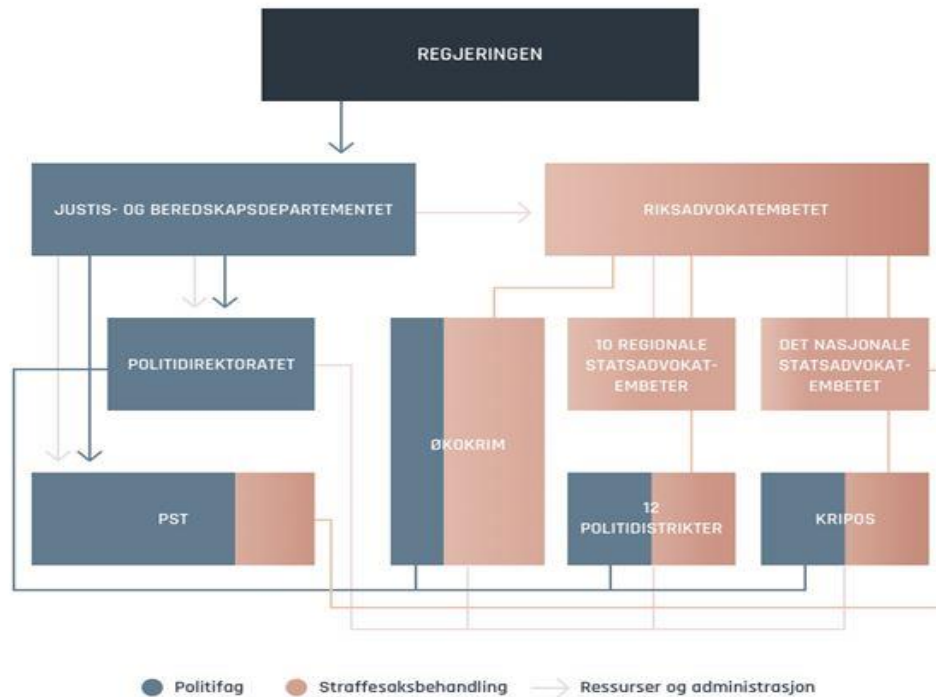 REGJERINGEN
JUSTIS- OG BEREDSKAPSDEPARTEMENTET
RIKSADVOKATEMBETET
POLITIDIREKTORATET
ØKOKRIM
10 REGIONALE
STATSADVOKAT-
EMBETER
DET NASJONALE
STATSADVOKAT-
EMBETET
PST
12
POLITIDISTRIKTER
KRIPOS
Politifag
Straffesaksbehandling
Ressurser og administrasjon